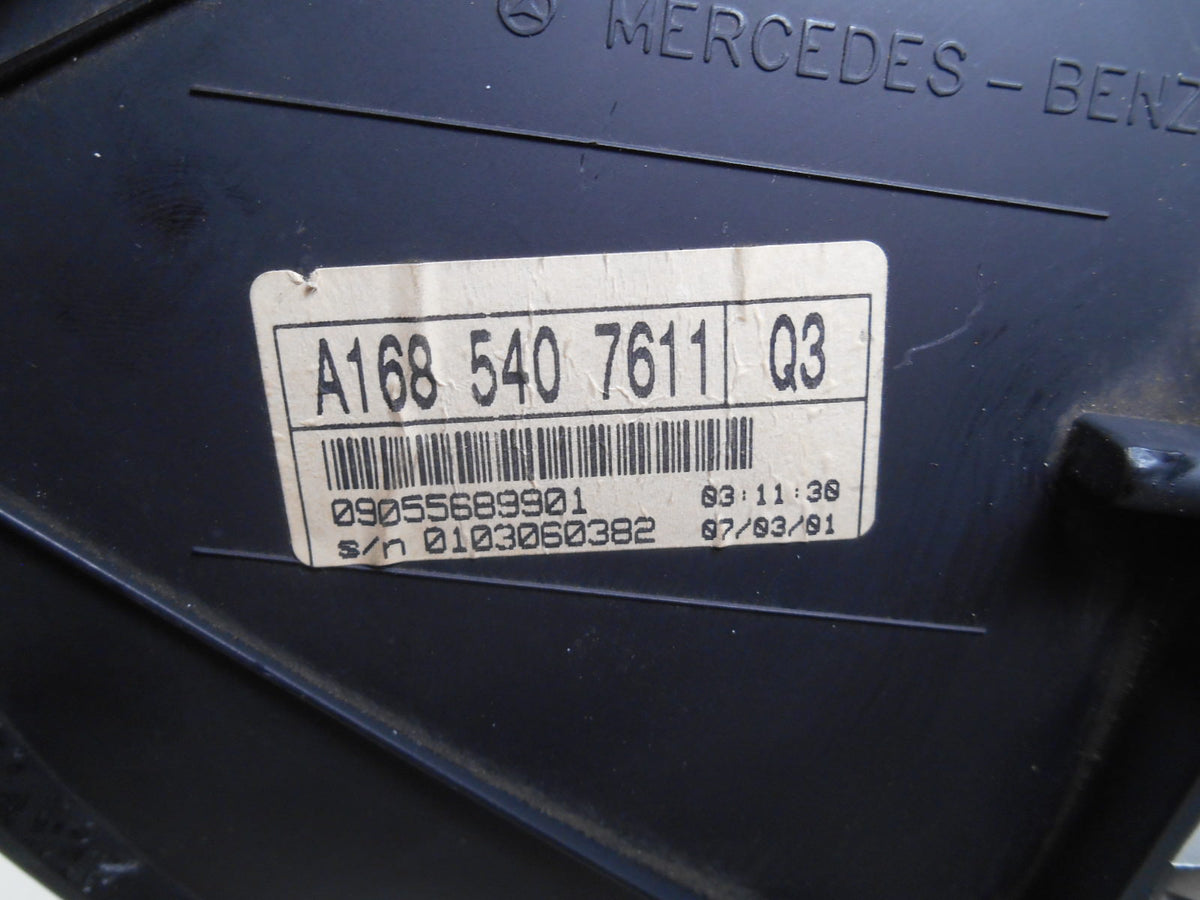 MERCEDES-BENZ
A168 540 7611 Q3
09055689901 03:11:30
s/n 0103060382 07/03/01